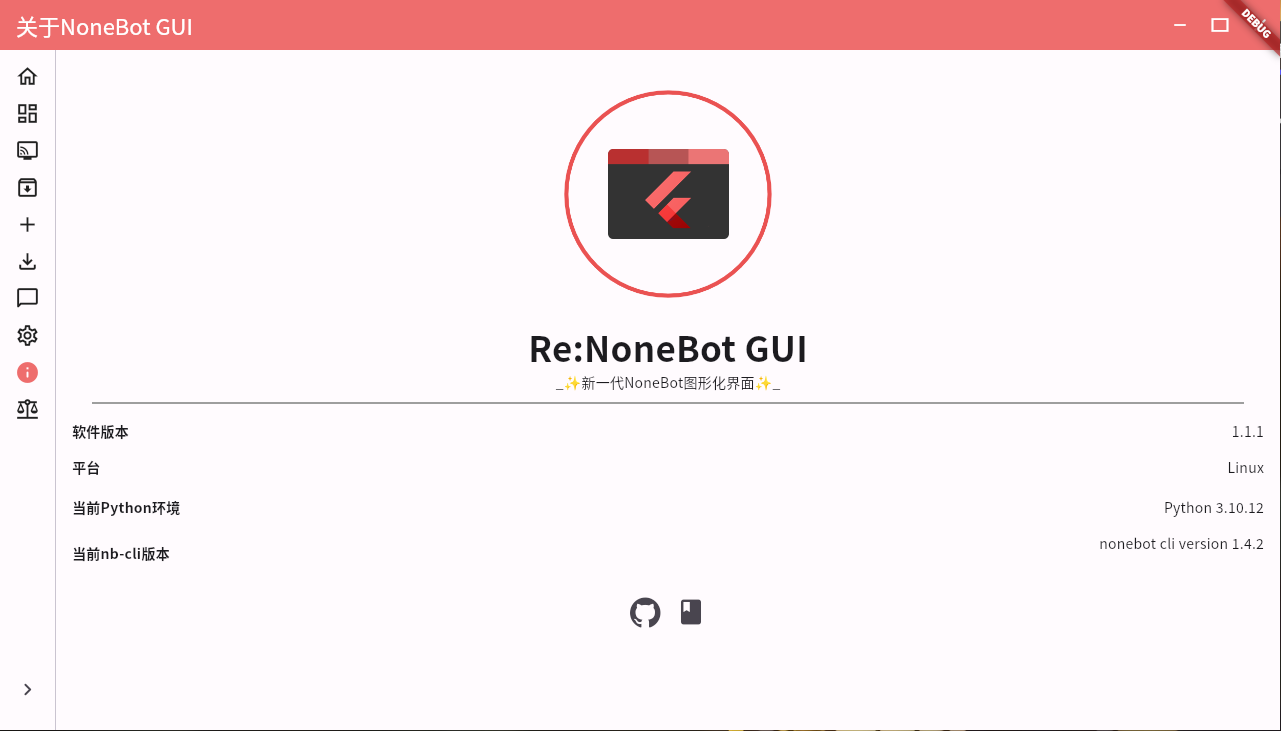 关于NoneBot GUI
DEBUG
Re:NoneBot GUI
_✨新一代NoneBot图形化界面✨_
软件版本 1.1.1
平台 Linux
当前Python环境 Python 3.10.12
当前nb-cli版本 nonebot cli version 1.4.2